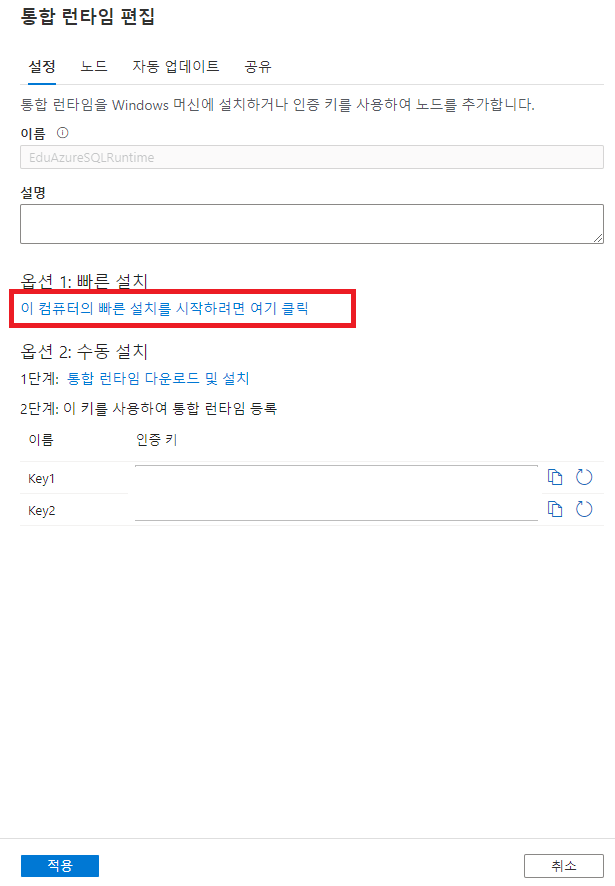 통합 런타임 편집
설정 노드 자동 업데이트 공유
통합 런타임을 Windows 머신에 설치하거나 인증 키를 사용하여 노드를 추가합니다.
이름
EduAzureSQLRuntime
설명
옵션 1: 빠른 설치
이 컴퓨터의 빠른 설치를 시작하려면 여기 클릭
옵션 2: 수동 설치
1단계: 통합 런타임 다운로드 및 설치
2단계: 이 키를 사용하여 통합 런타임 등록
이름 인증 키
Key1
Key2
적용 취소